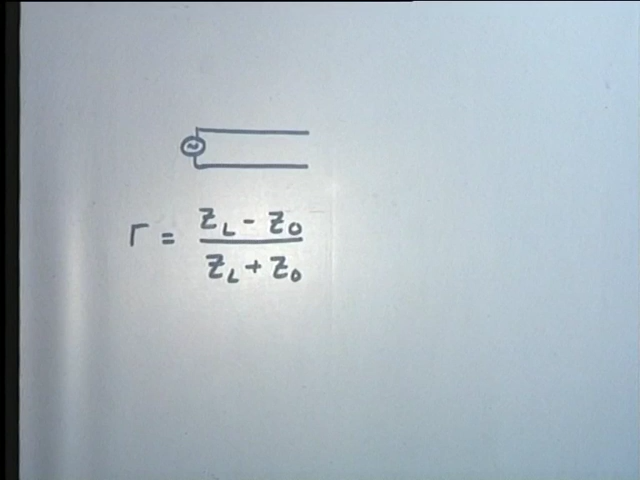 ~
Γ = Z_L - Z_0 / Z_L + Z_0